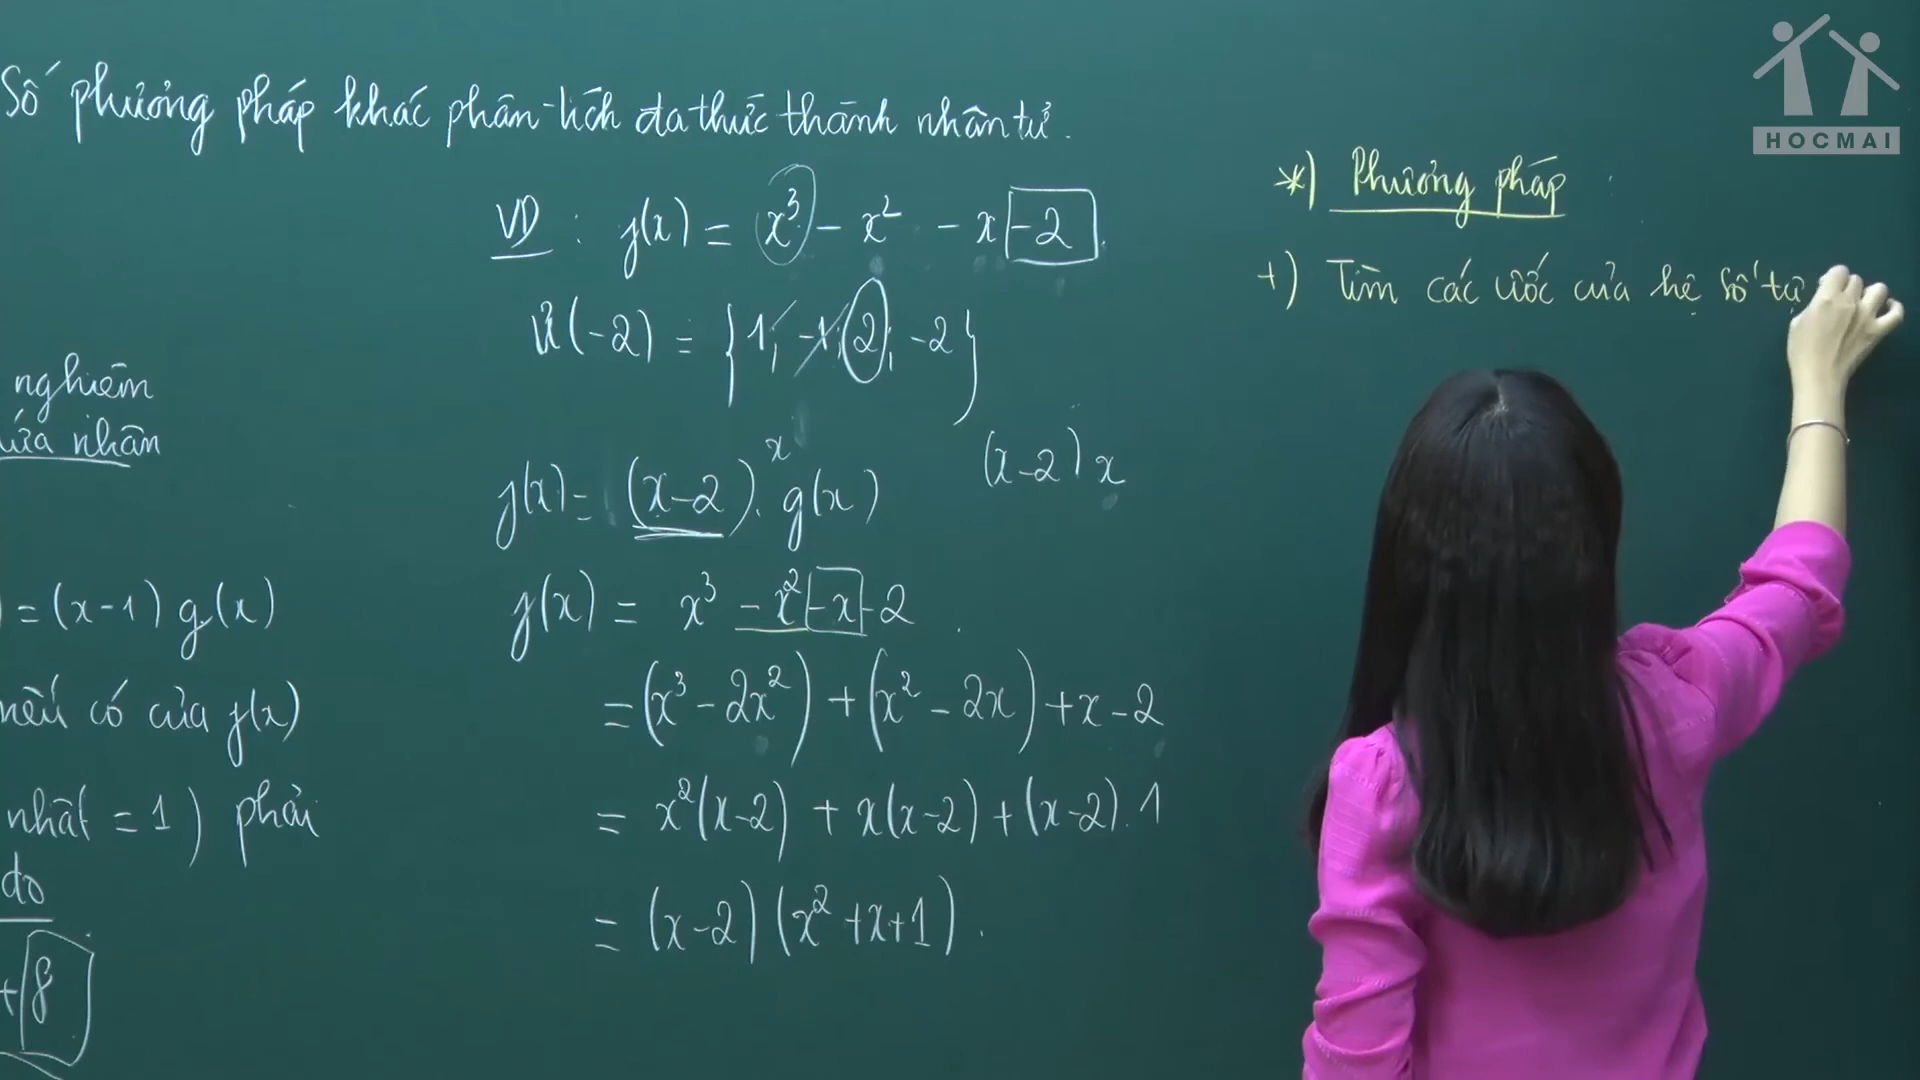 Số phương pháp khác phân tích đa thức thành nhân tử.
VD : f(x) = x³ - x² - x - 2.
Ư(-2) = {1; -1; 2; -2}
x
f(x) = (x-2). g(x)
(x-2) x
f(x) = x³ - x² - x - 2
= (x³ - 2x²) + (x² - 2x) + x - 2
= x²(x-2) + x(x-2) + (x-2). 1
= (x-2) (x² + x + 1).
nghiệm
nhân
) = (x-1) g(x)
nếu có của f(x)
nhất = 1) phải
do
+ 8
*) Phương pháp :
+) Tìm các ước của hệ số tự
HOCMAI